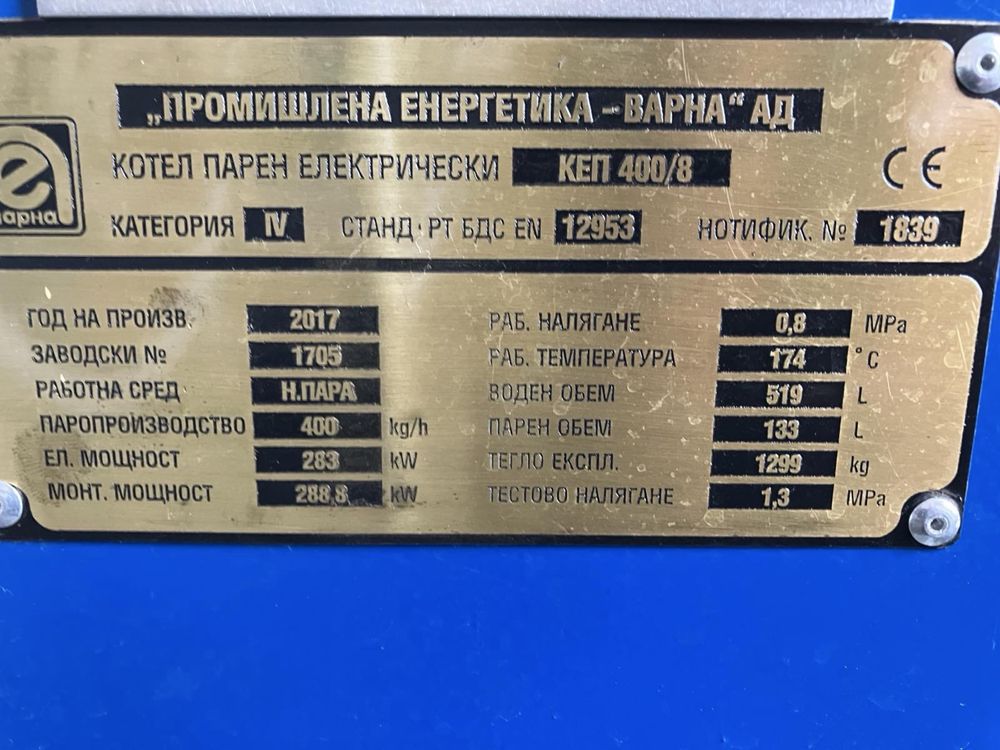 „ПРОМИШЛЕНА ЕНЕРГЕТИКА – ВАРНА“ АД
е
варна
КОТЕЛ ПАРЕН ЕЛЕКТРИЧЕСКИ КЕП 400/8 CE
КАТЕГОРИЯ IV СТАНД·РТ БДС EN 12953 НОТИФИК. № 1839
ГОД НА ПРОИЗВ. 2017 РАБ. НАЛЯГАНЕ 0,8 MPa
ЗАВОДСКИ № 1705 РАБ. ТЕМПЕРАТУРА 174 °C
РАБОТНА СРЕД Н.ПАРА ВОДЕН ОБЕМ 519 L
ПАРОПРОИЗВОДСТВО 400 kg/h ПАРЕН ОБЕМ 133 L
ЕЛ. МОЩНОСТ 283 kW ТЕГЛО ЕКСПЛ. 1299 kg
МОНТ. МОЩНОСТ 288,8 kW ТЕСТОВО НАЛЯГАНЕ 1,3 MPa